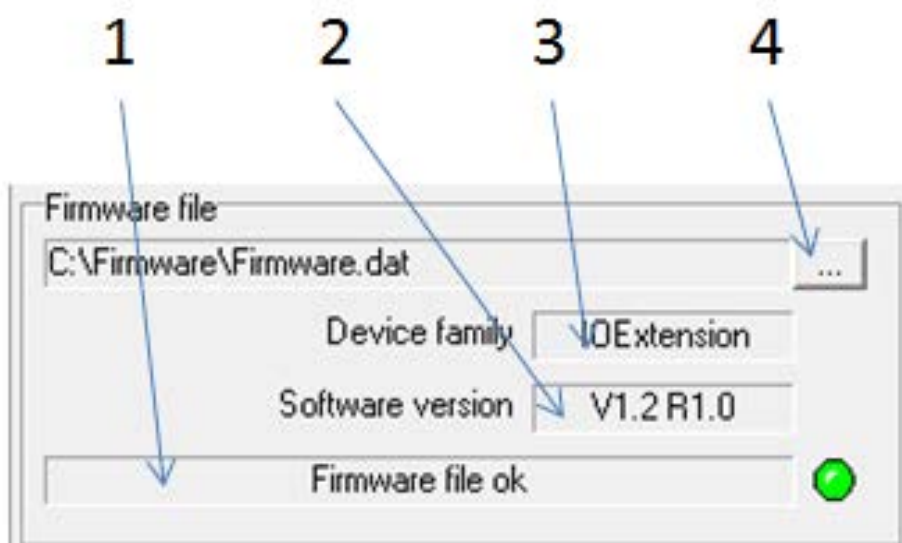 1 2 3 4
Firmware file
C:\Firmware\Firmware.dat ...
Device family IOExtension
Software version V1.2 R1.0
Firmware file ok